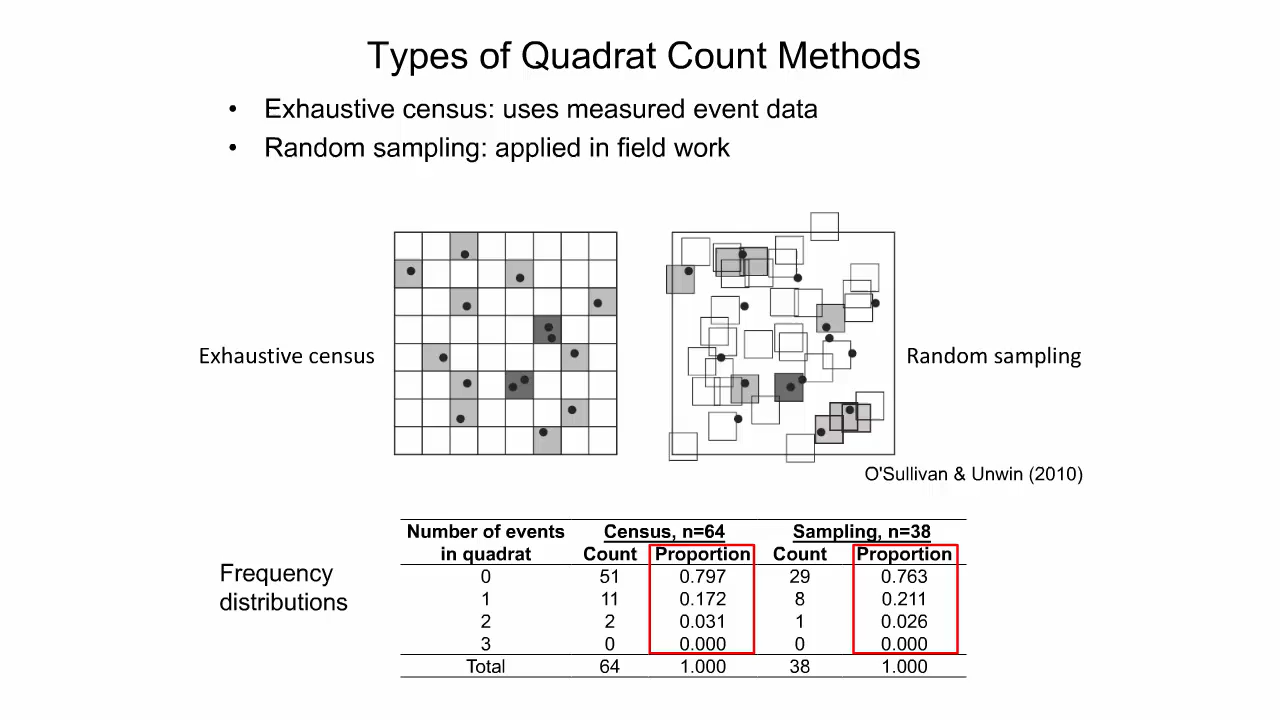 Types of Quadrat Count Methods
• Exhaustive census: uses measured event data
• Random sampling: applied in field work
Exhaustive census
Random sampling
O'Sullivan & Unwin (2010)
Frequency
distributions
Number of events Census, n=64 Sampling, n=38
in quadrat Count Proportion Count Proportion
0 51 0.797 29 0.763
1 11 0.172 8 0.211
2 2 0.031 1 0.026
3 0 0.000 0 0.000
Total 64 1.000 38 1.000